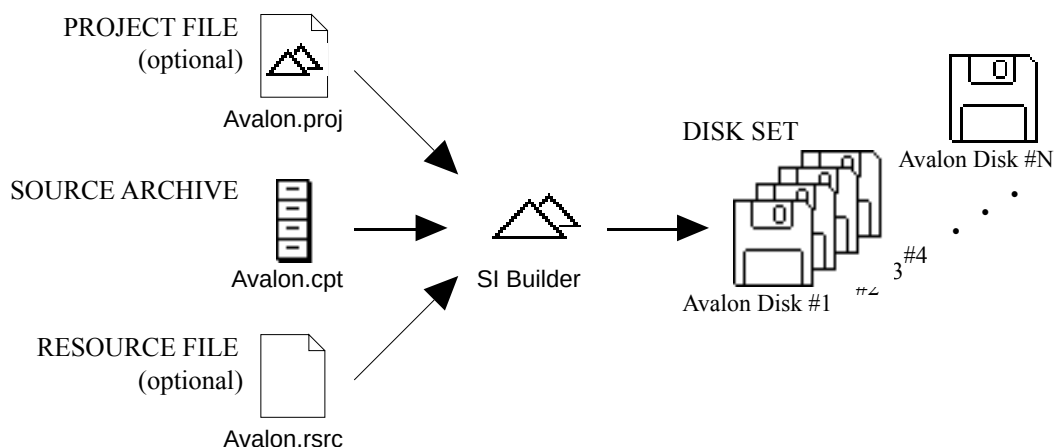 PROJECT FILE
(optional)
Avalon.proj
SOURCE ARCHIVE
Avalon.cpt
RESOURCE FILE
(optional)
Avalon.rsrc
SI Builder
DISK SET
Avalon Disk #1
#2
3
#4
Avalon Disk #N